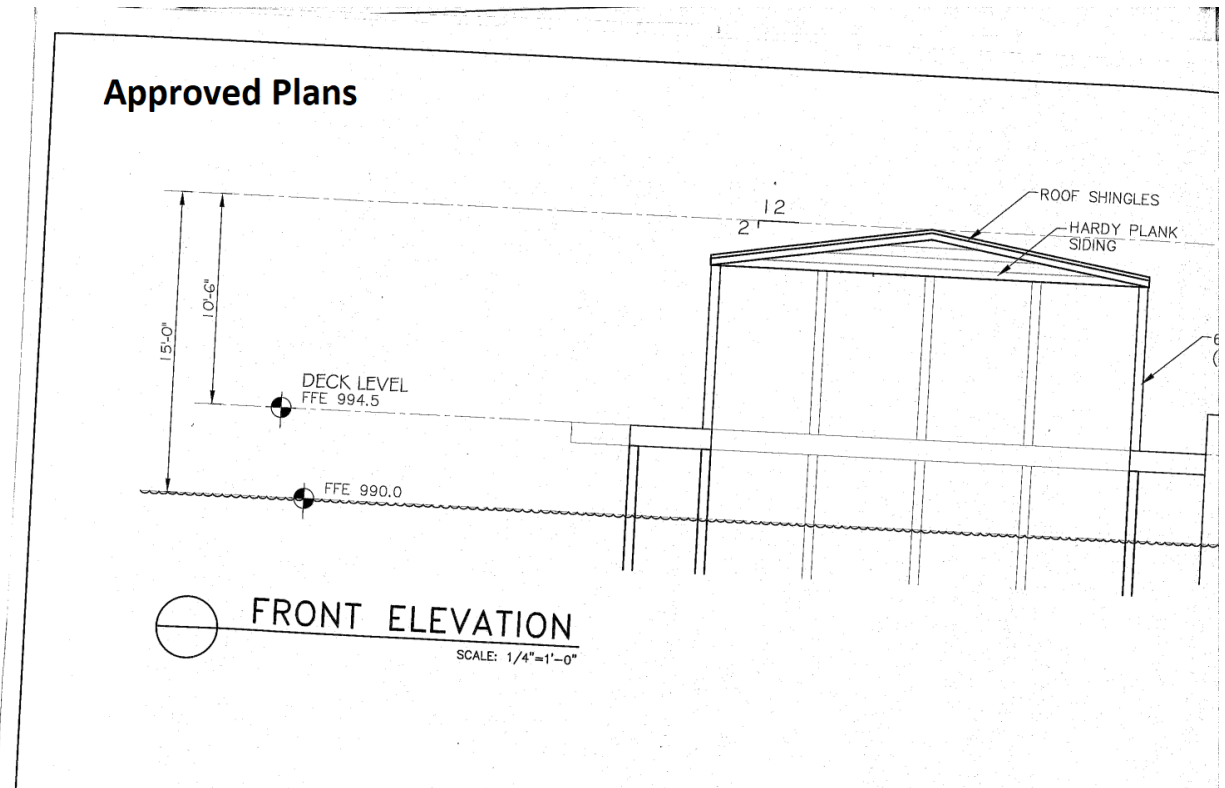 Approved Plans
12
2
ROOF SHINGLES
HARDY PLANK
SIDING
15'-0"
10'-6"
6
(
DECK LEVEL
FFE 994.5
FFE 990.0
FRONT ELEVATION
SCALE: 1/4"=1'-0"